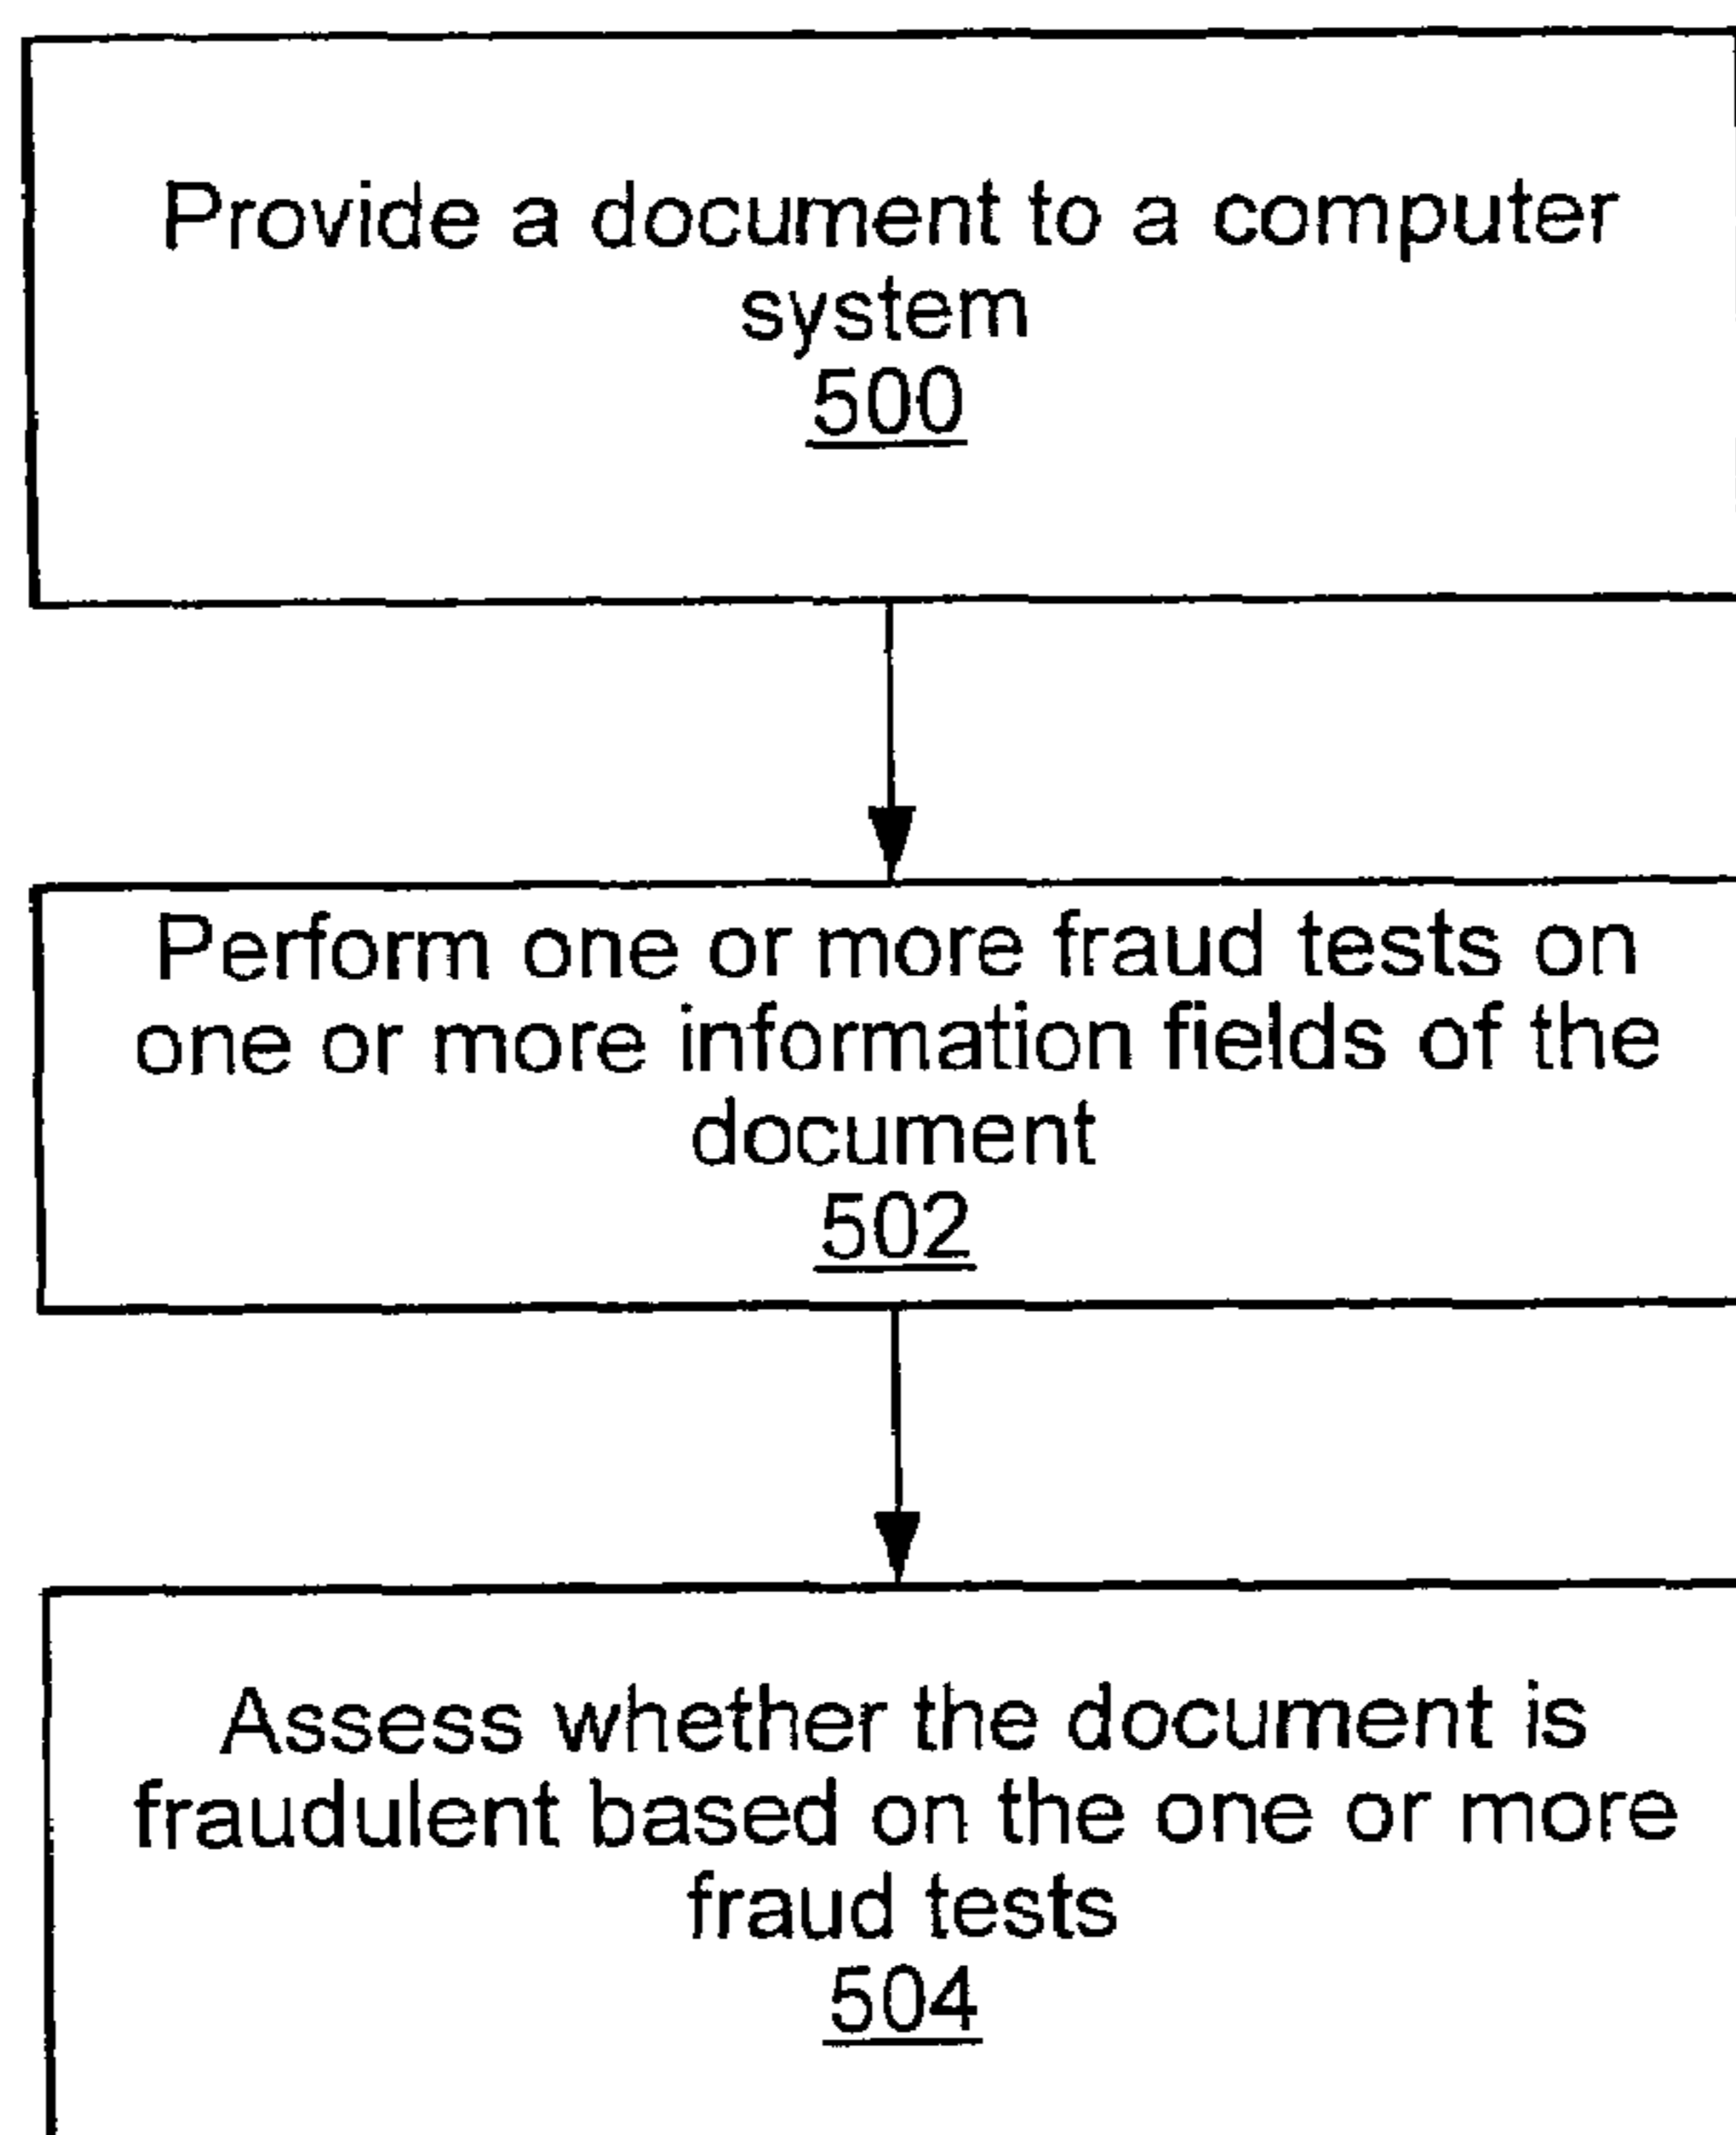 Provide a document to a computer
system
500
Perform one or more fraud tests on
one or more information fields of the
document
502
Assess whether the document is
fraudulent based on the one or more
fraud tests
504